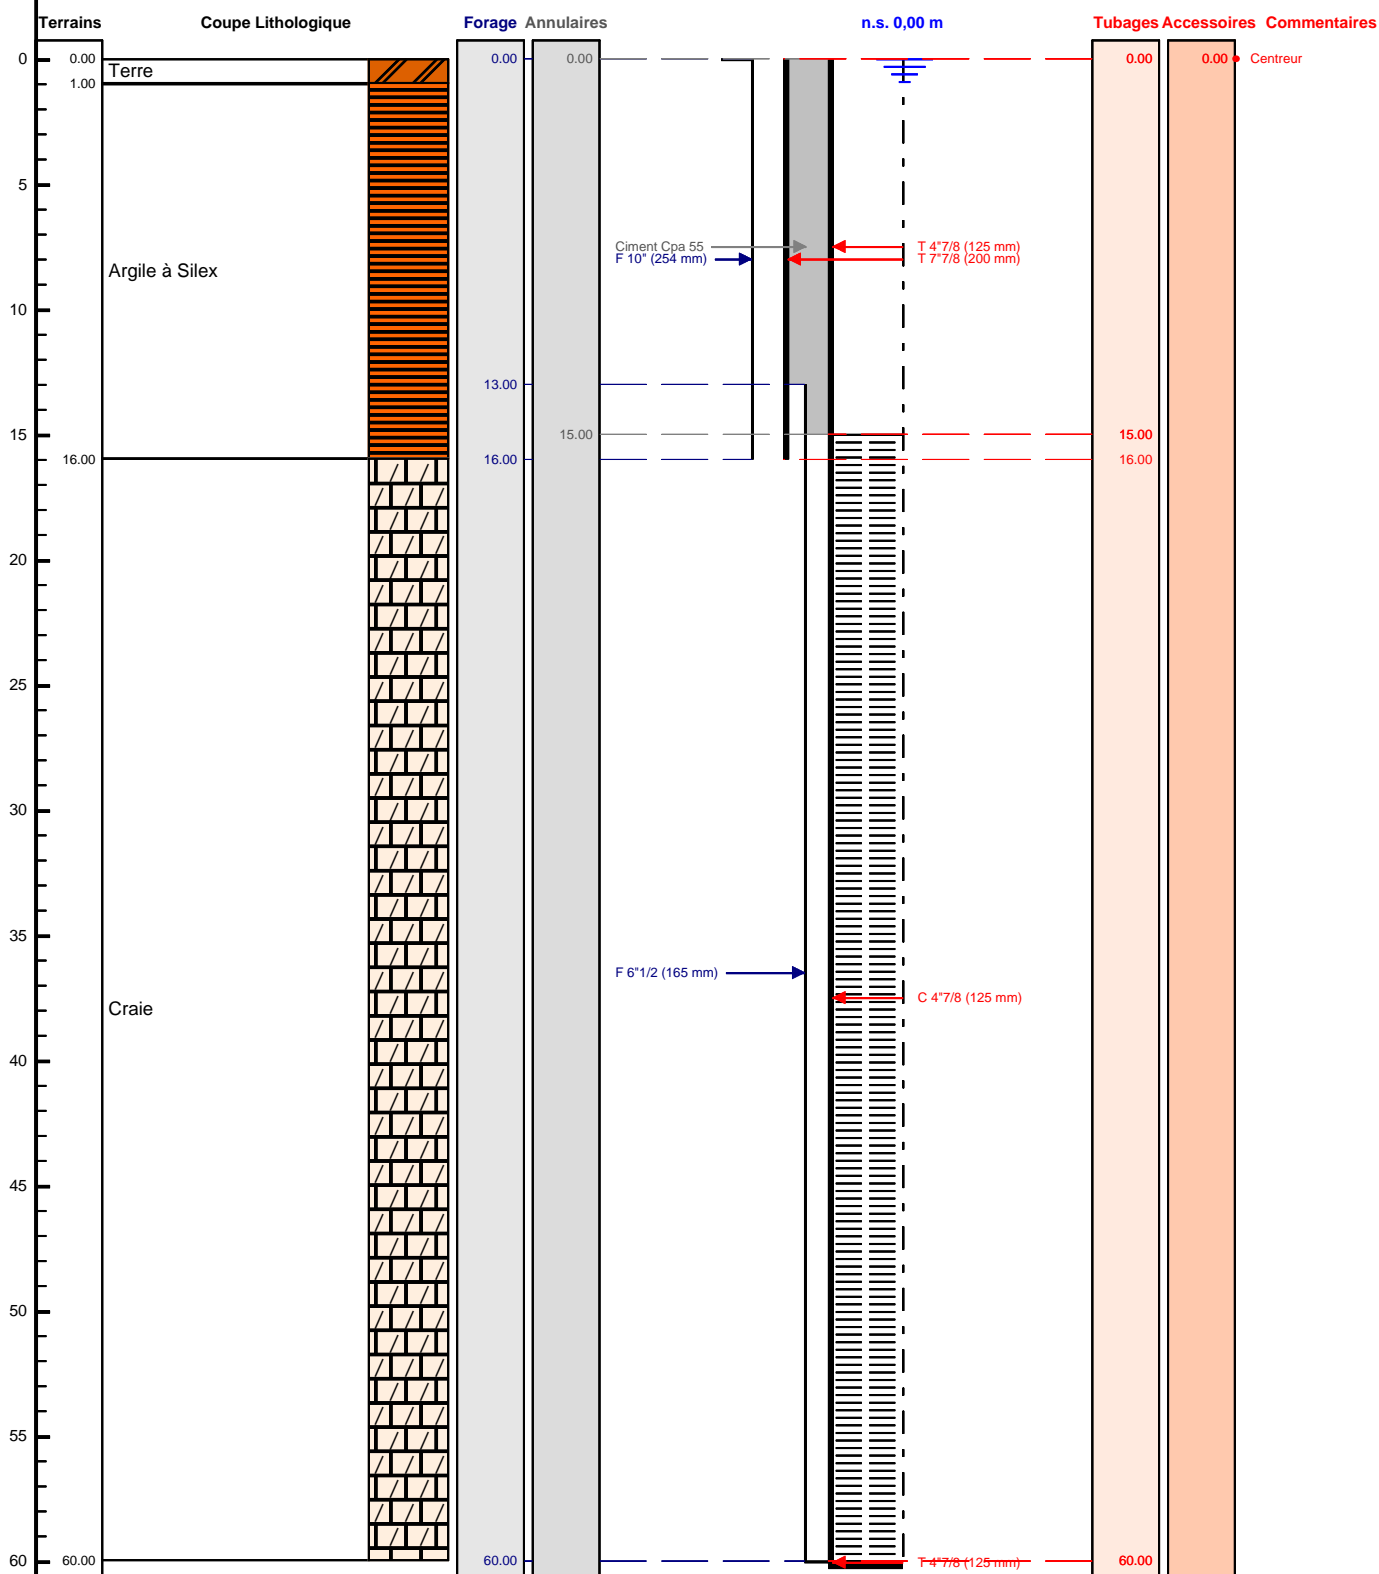 Terrains Coupe Lithologique Forage Annulaires n.s. 0,00 m Tubages Accessoires Commentaires
0 0.00 0.00 0.00 0.00 0.00 Centreur
Terre
1.00
5
Ciment Cpa 55 T 4"7/8 (125 mm)
F 10" (254 mm) T 7"7/8 (200 mm)
Argile à Silex
10
13.00
15 15.00 15.00
16.00 16.00 16.00
20
25
30
35
F 6"1/2 (165 mm)
C 4"7/8 (125 mm)
Craie
40
45
50
55
60 60.00 60.00 T 4"7/8 (125 mm) 60.00